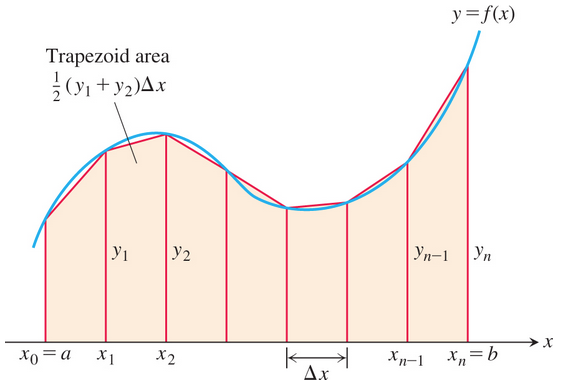 y = f(x)
Trapezoid area
\frac{1}{2}(y₁ + y₂)Δx
y₁
y₂
yₙ₋₁
yₙ
x₀ = a
x₁
x₂
Δx
xₙ₋₁
xₙ = b
x